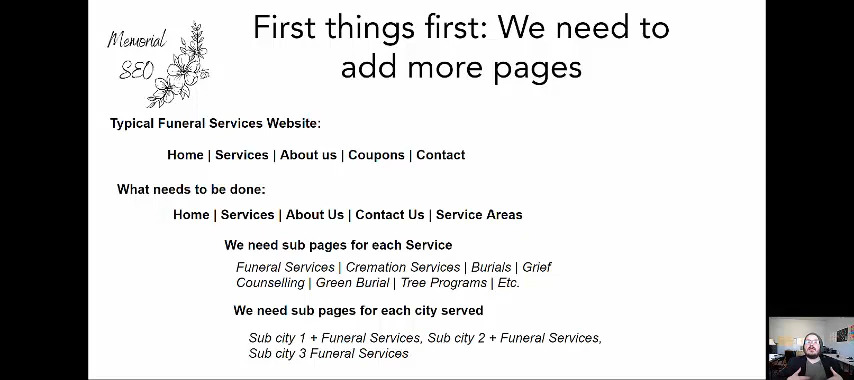 Memorial
SEO
First things first: We need to
add more pages
Typical Funeral Services Website:
Home | Services | About us | Coupons | Contact
What needs to be done:
Home | Services | About Us | Contact Us | Service Areas
We need sub pages for each Service
Funeral Services | Cremation Services | Burials | Grief
Counselling | Green Burial | Tree Programs | Etc.
We need sub pages for each city served
Sub city 1 + Funeral Services, Sub city 2 + Funeral Services,
Sub city 3 Funeral Services